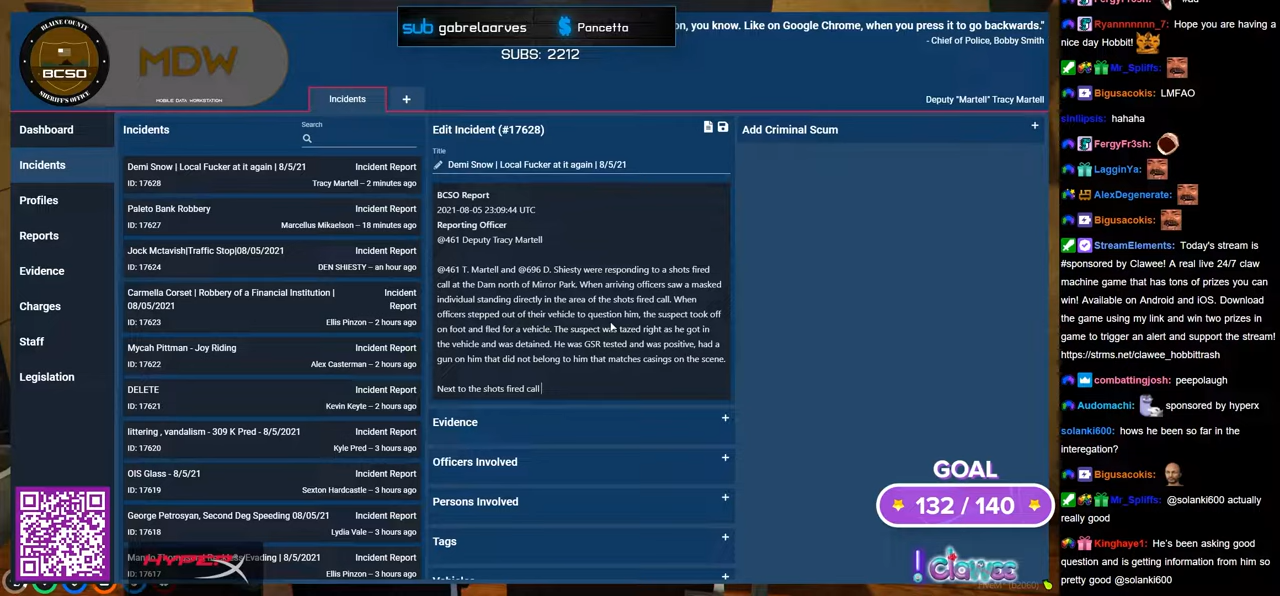 BLAINE COUNTY
BCSO
SHERIFF'S OFFICE
MDW
MOBILE DATA WORKSTATION
sub gabrelaarves
Pancetta
SUBS: 2212
on, you know. Like on Google Chrome, when you press it to go backwards."
- Chief of Police, Bobby Smith
Incidents
+
Deputy "Martell" Tracy Martell
Dashboard
Incidents
Profiles
Reports
Evidence
Charges
Staff
Legislation
Incidents
Search
Demi Snow | Local Fucker at it again | 8/5/21
Incident Report
ID: 17628
Tracy Martell – 2 minutes ago
Paleto Bank Robbery
Incident Report
ID: 17627
Marcellus Mikaelson – 18 minutes ago
Jock Mctavish|Traffic Stop|08/05/2021
Incident Report
ID: 17624
DEN SHIESTY – an hour ago
Carmella Corset | Robbery of a Financial Institution |
08/05/2021
Incident
Report
ID: 17623
Ellis Pinzon – 2 hours ago
Mycah Pittman - Joy Riding
Incident Report
ID: 17622
Alex Casterman – 2 hours ago
DELETE
Incident Report
ID: 17621
Kevin Keyte – 2 hours ago
littering , vandalism - 309 K Pred - 8/5/2021
Incident Report
ID: 17620
Kyle Pred – 3 hours ago
OIS Glass - 8/5/21
Incident Report
ID: 17619
Sexton Hardcastle – 3 hours ago
George Petrosyan, Second Deg Speeding 08/05/21
Incident Report
ID: 17618
Lydia Vale – 3 hours ago
Evading | 8/5/21
Incident Report
ID: 17617
Ellis Pinzon – 3 hours ago
HYPERX
Edit Incident (#17628)
Title
Demi Snow | Local Fucker at it again | 8/5/21
BCSO Report
2021-08-05 23:09:44 UTC
Reporting Officer
@461 Deputy Tracy Martell
@461 T. Martell and @696 D. Shiesty were responding to a shots fired
call at the Dam north of Mirror Park. When arriving officers saw a masked
individual standing directly in the area of the shots fired call. When
officers stepped out of their vehicle to question him, the suspect took off
on foot and fled for a vehicle. The suspect was tazed right as he got in
the vehicle and was detained. He was GSR tested and was positive, had a
gun on him that did not belong to him that matches casings on the scene.
Next to the shots fired call
Evidence
+
Officers Involved
+
Persons Involved
+
Tags
+
Vehicles
+
Add Criminal Scum
+
GOAL
132 / 140
!Clawee
Ryannnnnnn_7: Hope you are having a
nice day Hobbit!
Mr_Spliffs:
Bigusacokis: LMFAO
sinliipsis: hahaha
FergyFr3sh:
LagginYa:
AlexDegenerate:
Bigusacokis:
StreamElements: Today's stream is
#sponsored by Clawee! A real live 24/7 claw
machine game that has tons of prizes you can
win! Available on Android and iOS. Download
the game using my link and win two prizes in
game to trigger an alert and support the stream!
https://strms.net/clawee_hobbittrash
combattingjosh: peepolaugh
Audomachi: sponsored by hyperx
solanki600: hows he been so far in the
interegation?
Bigusacokis:
Mr_Spliffs: @solanki600 actually
really good
Kinghaye1: He's been asking good
question and is getting information from him so
pretty good @solanki600